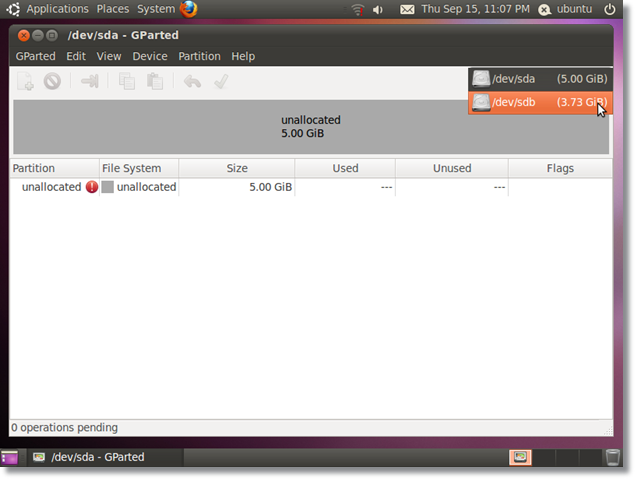 Applications Places System Thu Sep 15, 11:07 PM ubuntu
/dev/sda - GParted
GParted Edit View Device Partition Help
/dev/sda (5.00 GiB)
/dev/sdb (3.73 GiB)
unallocated
5.00 GiB
Partition File System Size Used Unused Flags
unallocated unallocated 5.00 GiB --- ---
0 operations pending
/dev/sda - GParted